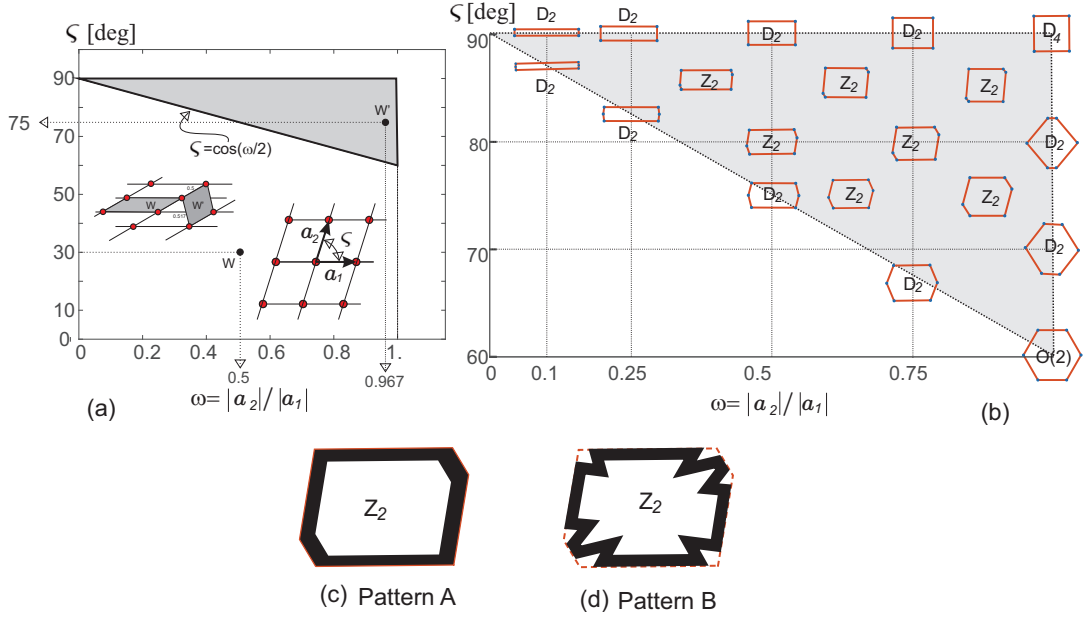 ς [deg]
90
75
70
50
30
10
0
0
0.2
0.4
0.6
0.8
1.
0.5
0.967
W'
W
ς=cos(ω/2)
W
W'
0.5
a₂
ς
a₁
ω= |a₂|/|a₁|
(a)
ς [deg]
90
80
70
60
0
0.1
0.25
0.5
0.75
D₂
D₂
D₂
D₂
D₄
D₂
Z₂
Z₂
Z₂
D₂
Z₂
Z₂
D₂
D₂
Z₂
Z₂
D₂
D₂
O(2)
ω= |a₂|/|a₁|
(b)
Z₂
(c) Pattern A
Z₂
(d) Pattern B